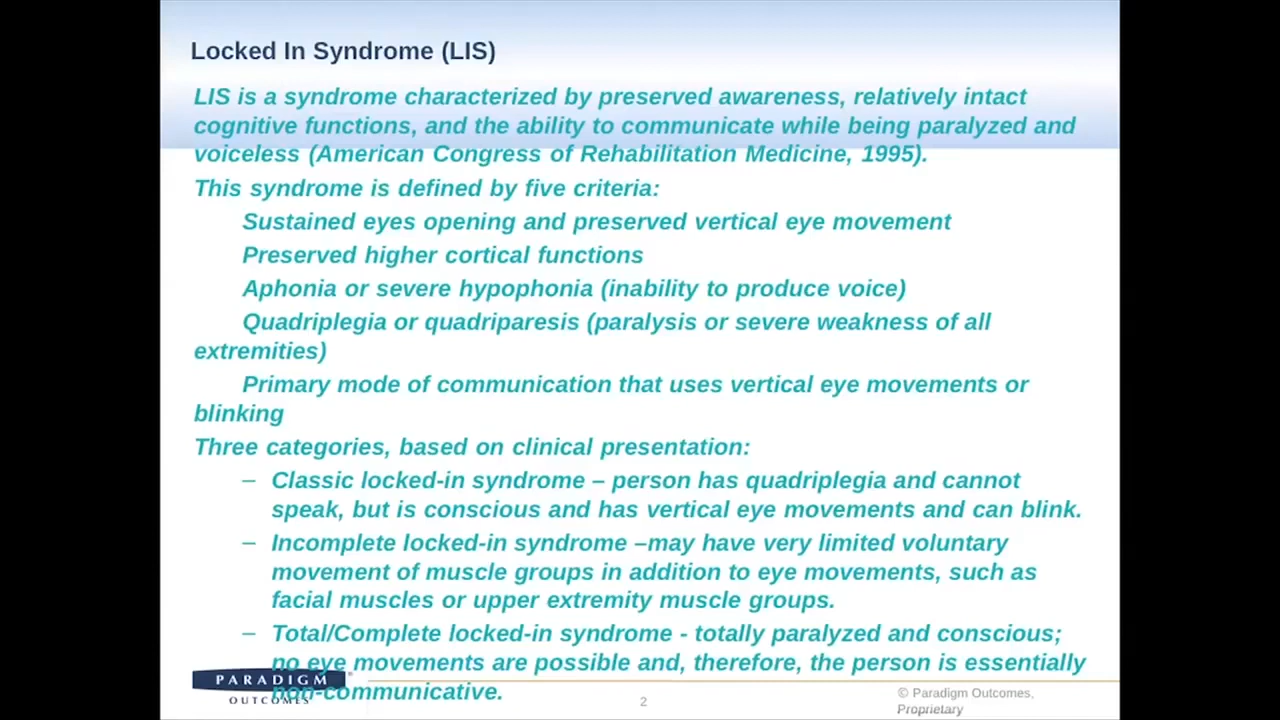 Locked In Syndrome (LIS)
LIS is a syndrome characterized by preserved awareness, relatively intact
cognitive functions, and the ability to communicate while being paralyzed and
voiceless (American Congress of Rehabilitation Medicine, 1995).
This syndrome is defined by five criteria:
Sustained eyes opening and preserved vertical eye movement
Preserved higher cortical functions
Aphonia or severe hypophonia (inability to produce voice)
Quadriplegia or quadriparesis (paralysis or severe weakness of all
extremities)
Primary mode of communication that uses vertical eye movements or
blinking
Three categories, based on clinical presentation:
– Classic locked-in syndrome – person has quadriplegia and cannot
speak, but is conscious and has vertical eye movements and can blink.
– Incomplete locked-in syndrome –may have very limited voluntary
movement of muscle groups in addition to eye movements, such as
facial muscles or upper extremity muscle groups.
– Total/Complete locked-in syndrome - totally paralyzed and conscious;
no eye movements are possible and, therefore, the person is essentially
non-communicative.
PARADIGM
OUTCOMES
2
© Paradigm Outcomes,
Proprietary